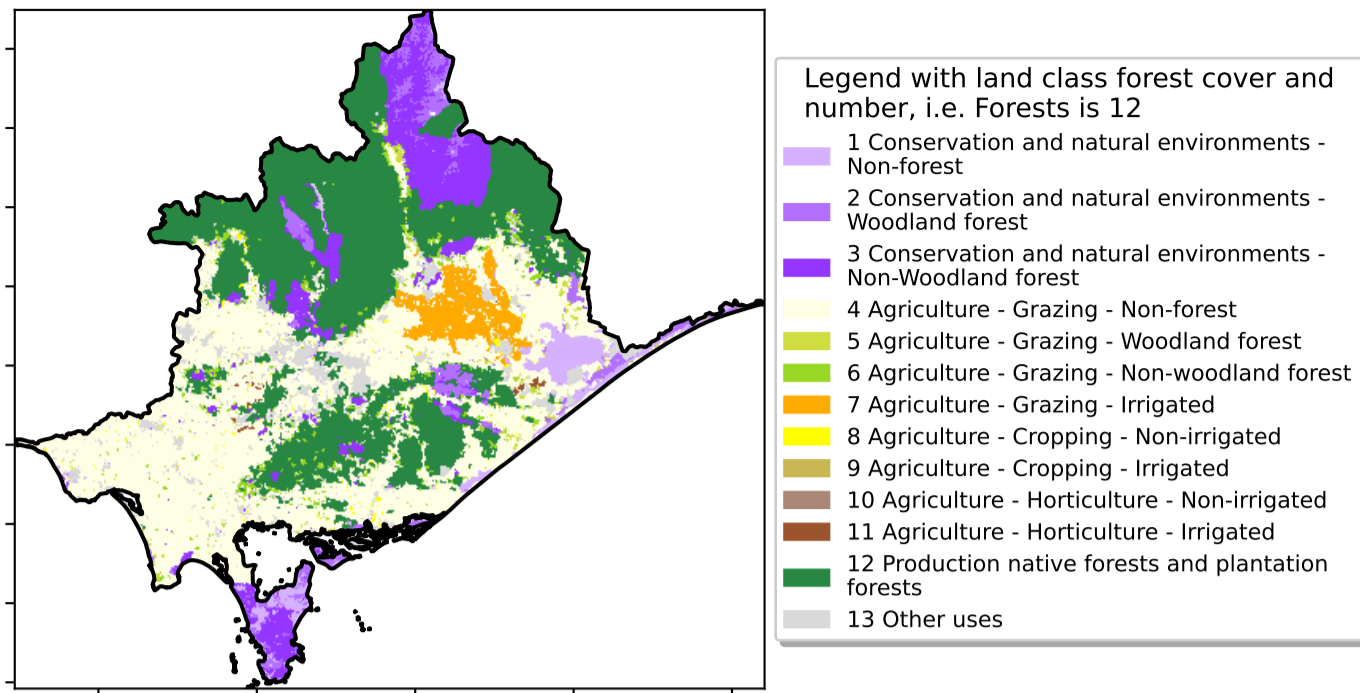 Legend with land class forest cover and
number, i.e. Forests is 12
1 Conservation and natural environments -
Non-forest
2 Conservation and natural environments -
Woodland forest
3 Conservation and natural environments -
Non-Woodland forest
4 Agriculture - Grazing - Non-forest
5 Agriculture - Grazing - Woodland forest
6 Agriculture - Grazing - Non-woodland forest
7 Agriculture - Grazing - Irrigated
8 Agriculture - Cropping - Non-irrigated
9 Agriculture - Cropping - Irrigated
10 Agriculture - Horticulture - Non-irrigated
11 Agriculture - Horticulture - Irrigated
12 Production native forests and plantation
forests
13 Other uses